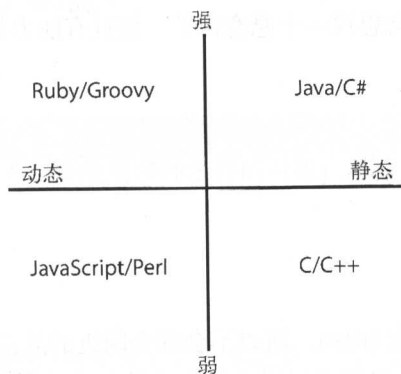 强
Ruby/Groovy
Java/C#
动态
静态
JavaScript/Perl
C/C++
弱